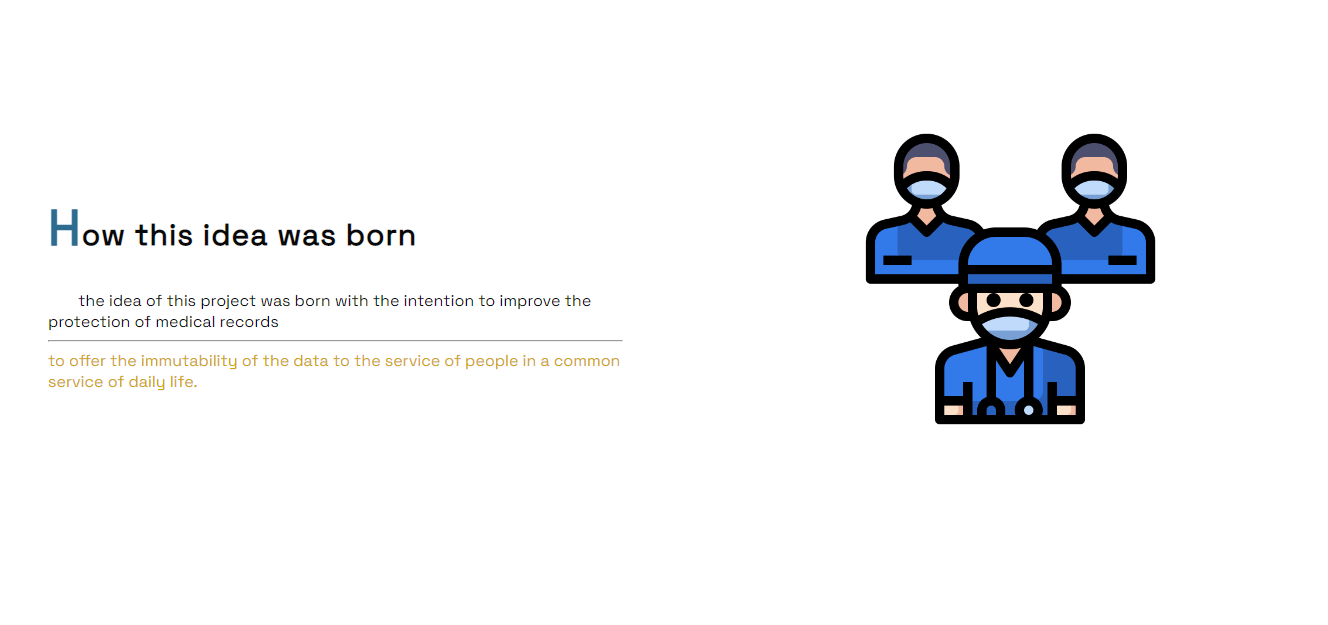 How this idea was born
the idea of this project was born with the intention to improve the
protection of medical records
to offer the immutability of the data to the service of people in a common
service of daily life.